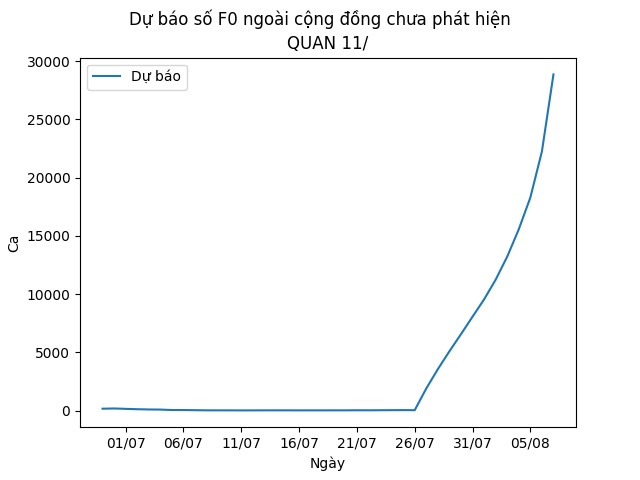 Dự báo số F0 ngoài cộng đồng chưa phát hiện
QUAN 11/
30000
25000
20000
15000
10000
5000
0
Ca
Dự báo
01/07 06/07 11/07 16/07 21/07 26/07 31/07 05/08
Ngày